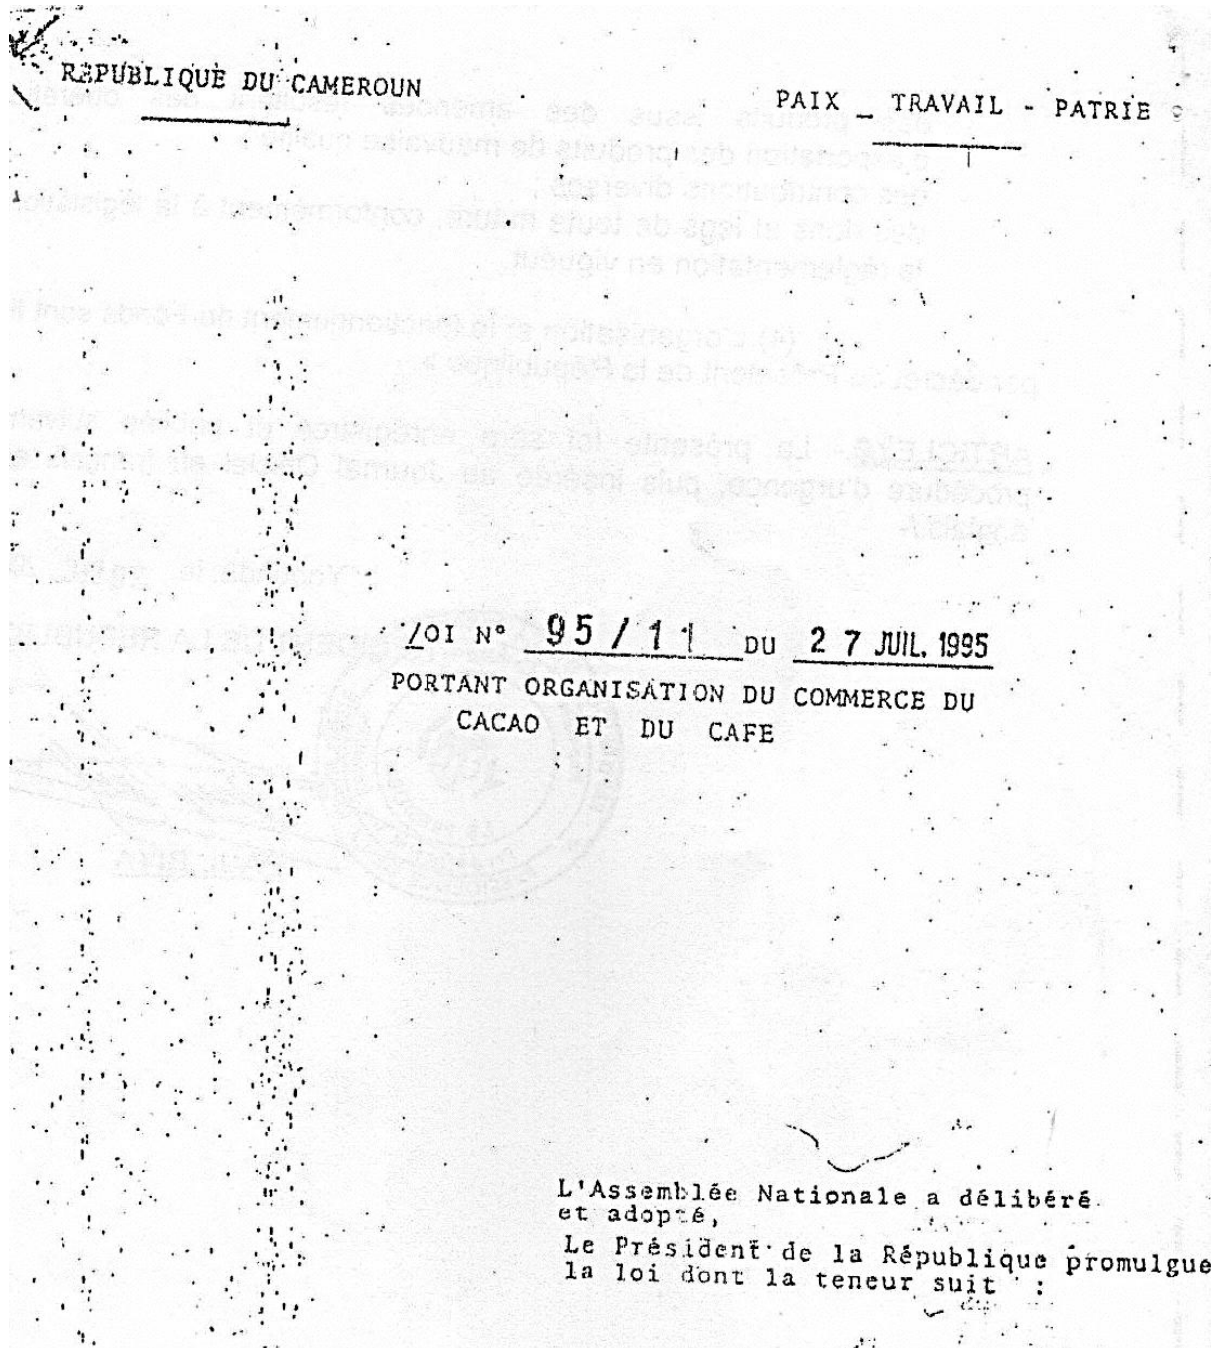 REPUBLIQUE DU CAMEROUN
PAIX _ TRAVAIL - PATRIE
LOI N° 95/11 DU 27 JUIL. 1995
PORTANT ORGANISATION DU COMMERCE DU
CACAO ET DU CAFE
L'Assemblée Nationale a délibéré
et adopté,
Le Président de la République promulgue
la loi dont la teneur suit :